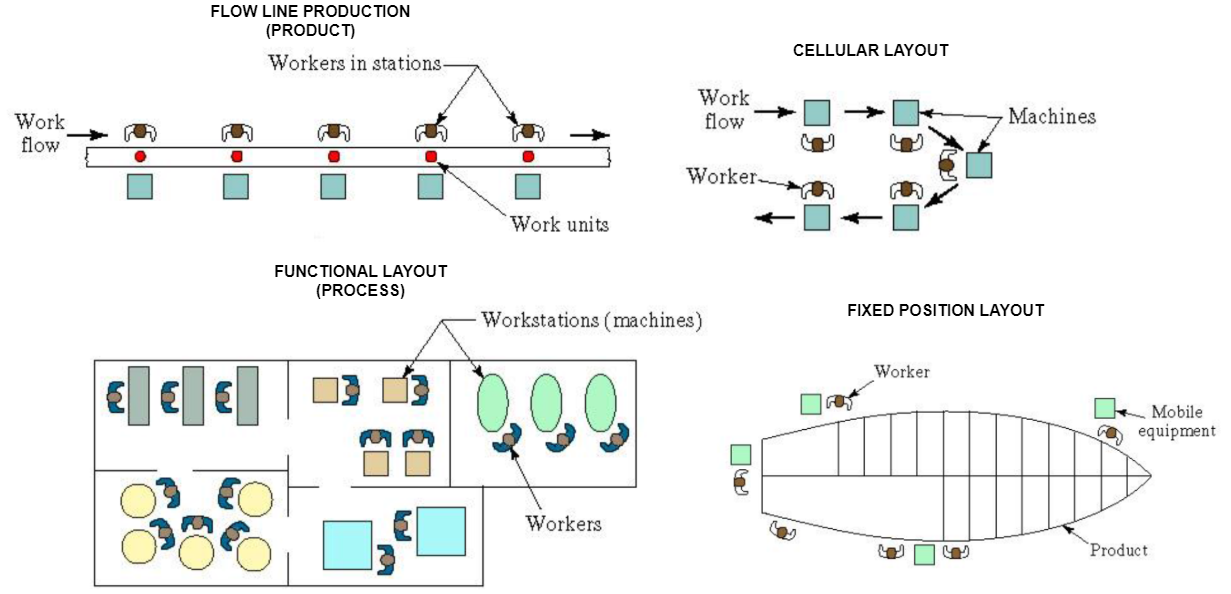 FLOW LINE PRODUCTION
(PRODUCT)
Workers in stations
Work
flow
Work units
CELLULAR LAYOUT
Work
flow
Machines
Worker
FUNCTIONAL LAYOUT
(PROCESS)
Workstations (machines)
Workers
FIXED POSITION LAYOUT
Worker
Mobile
equipment
Product